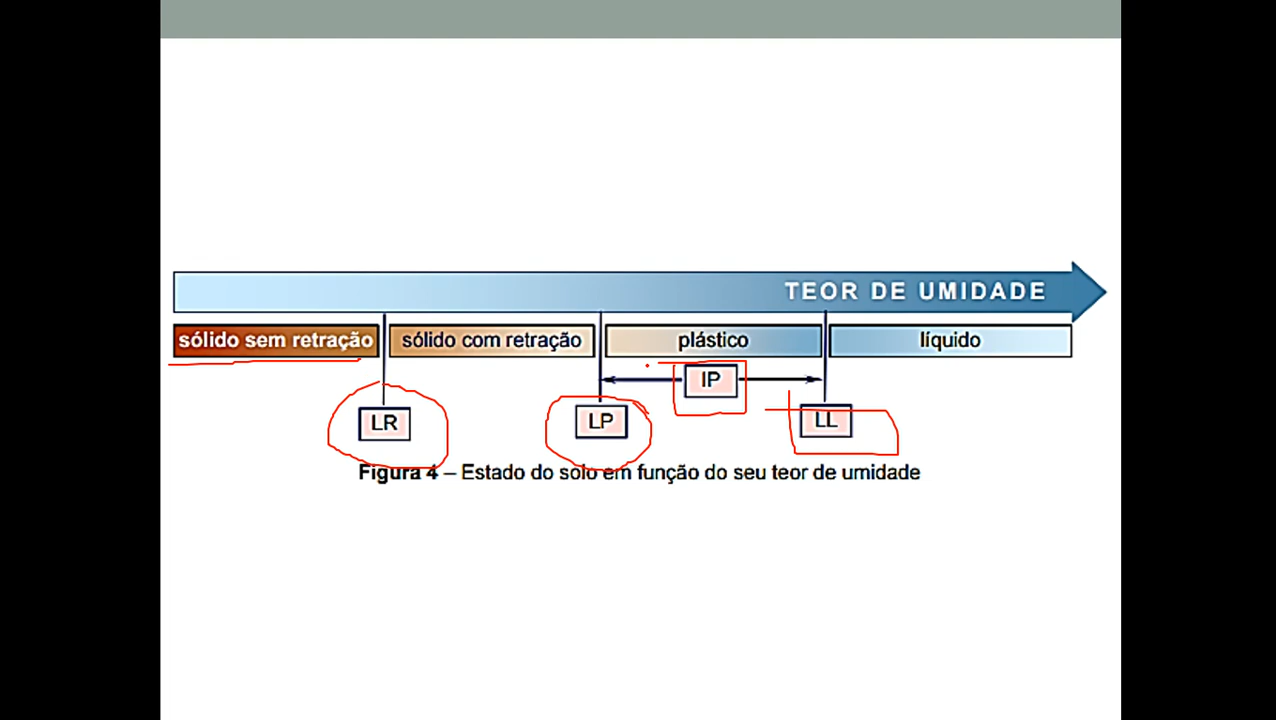 TEOR DE UMIDADE
sólido sem retração sólido com retração plástico líquido
IP
LR LP LL
Figura 4 – Estado do solo em função do seu teor de umidade